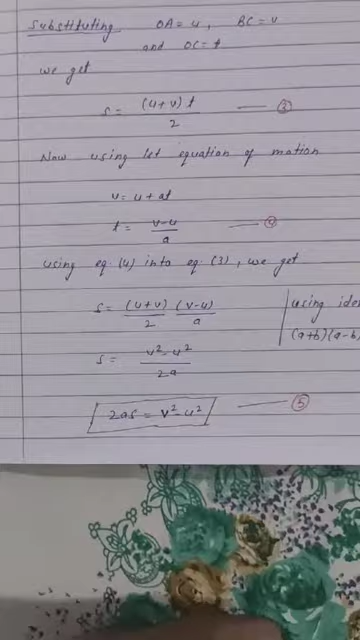 Substituting OA = u, BC = v
and OC = t
we get
s = (u+v) t / 2 —— ③
Now using 1st equation of motion
v = u + at
t = v-u / a —— ④
using eq. (4) into eq. (3), we get
s = (u+v) / 2 (v-u) / a
using ide
(a+b)(a-b)
s = v² - u² / 2a
2as = v² - u² —— ⑤